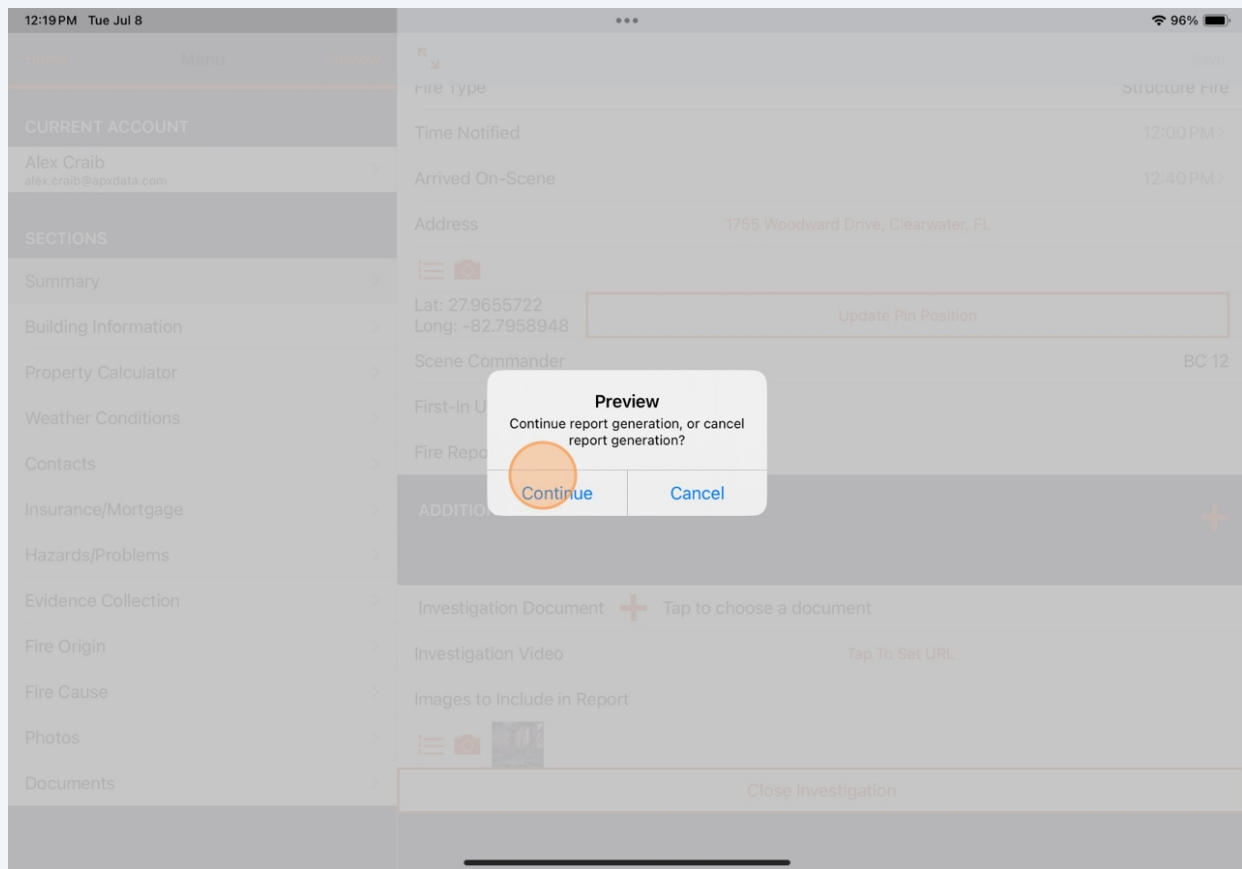 12:19 PM Tue Jul 8
96%
Menu
CURRENT ACCOUNT
Alex Craib
alex.craib@apxdata.com
SECTIONS
Summary
Building Information
Property Calculator
Weather Conditions
Contacts
Insurance/Mortgage
Hazards/Problems
Evidence Collection
Fire Origin
Fire Cause
Photos
Documents
Fire Type Structure Fire
Time Notified 12:00 PM
Arrived On-Scene 12:40 PM
Address 1755 Woodward Drive, Clearwater, FL
Lat: 27.9655722
Long: -82.7958948
Update Pin Position
Scene Commander BC 12
First-In U
Fire Repo
Preview
Continue report generation, or cancel
report generation?
Continue Cancel
ADDITIO
Investigation Document Tap to choose a document
Investigation Video Tap To Set URL
Images to Include in Report
Close Investigation